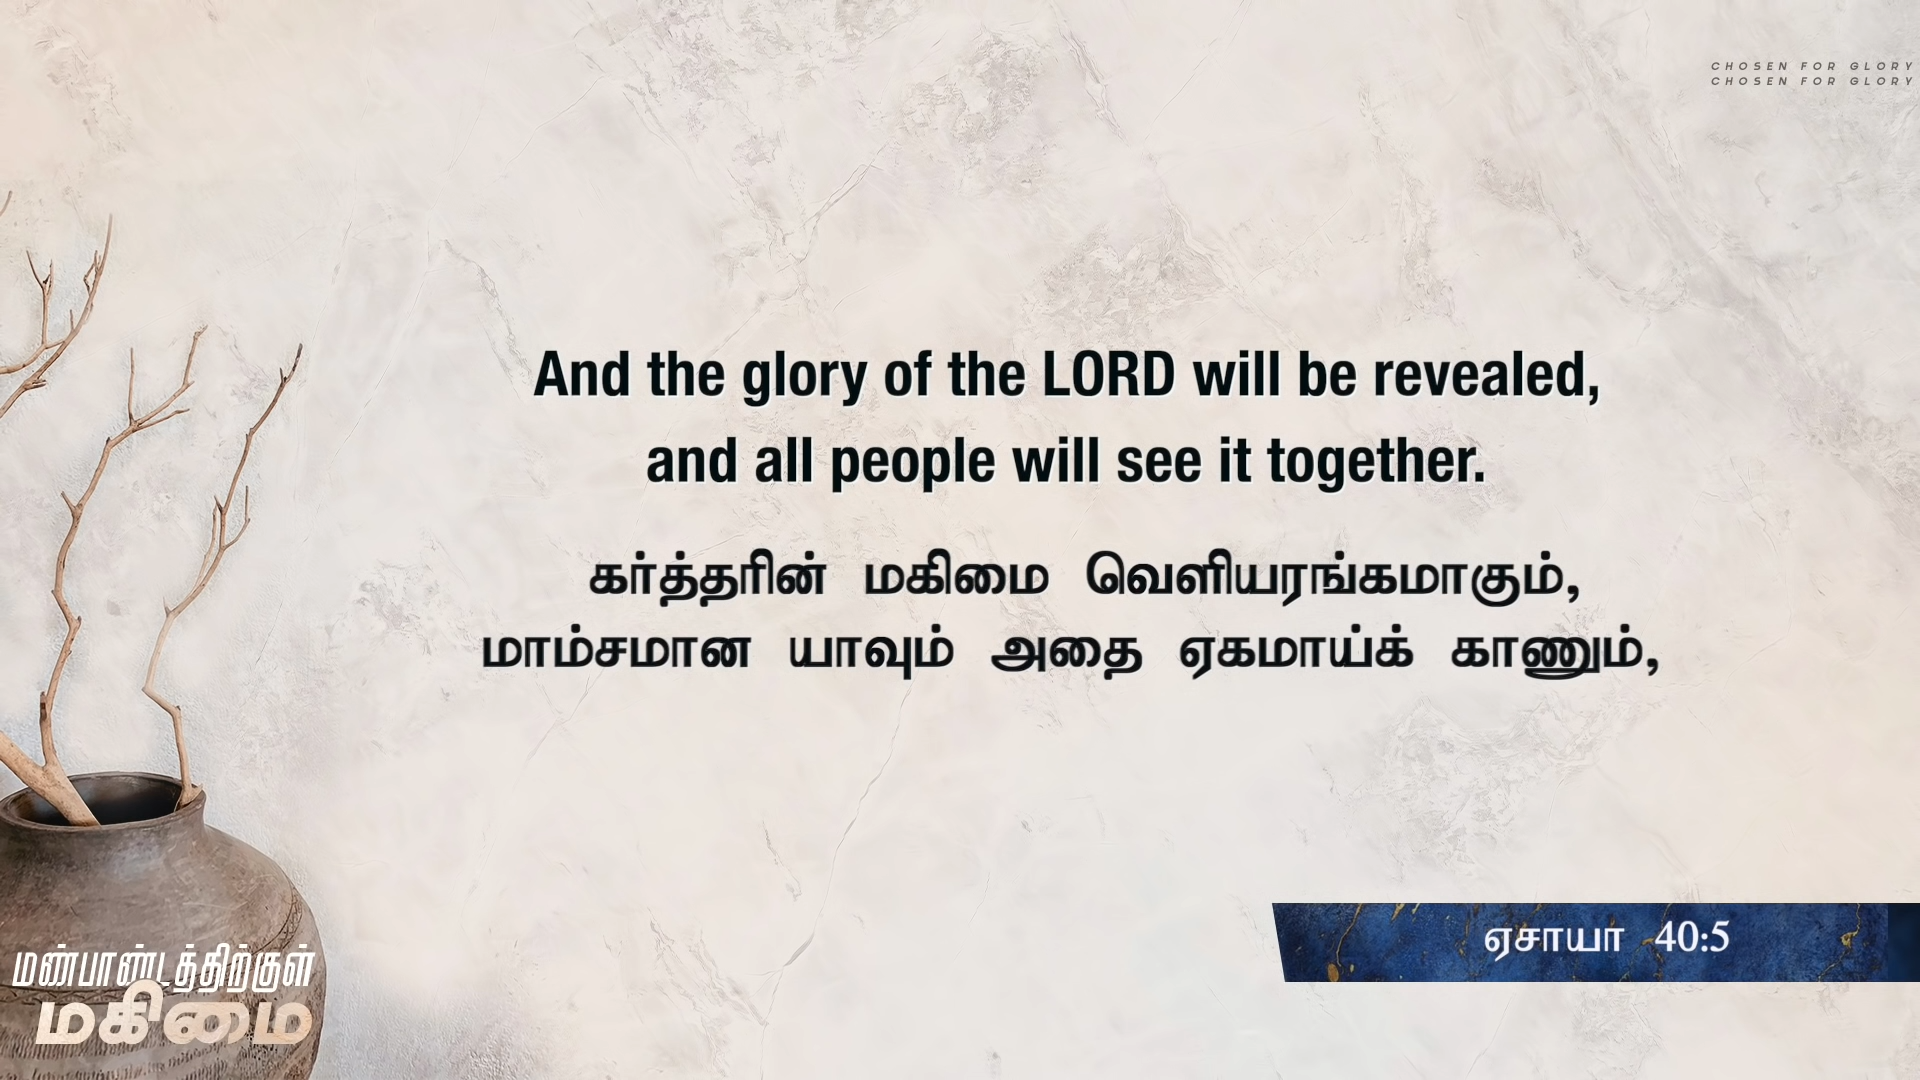 CHOSEN FOR GLORY
CHOSEN FOR GLORY
And the glory of the LORD will be revealed,
and all people will see it together.
கர்த்தரின் மகிமை வெளியரங்கமாகும்,
மாம்சமான யாவும் அதை ஏகமாய்க் காணும்,
ஏசாயா 40:5
மண்பாண்டத்திற்குள்
மகிமை